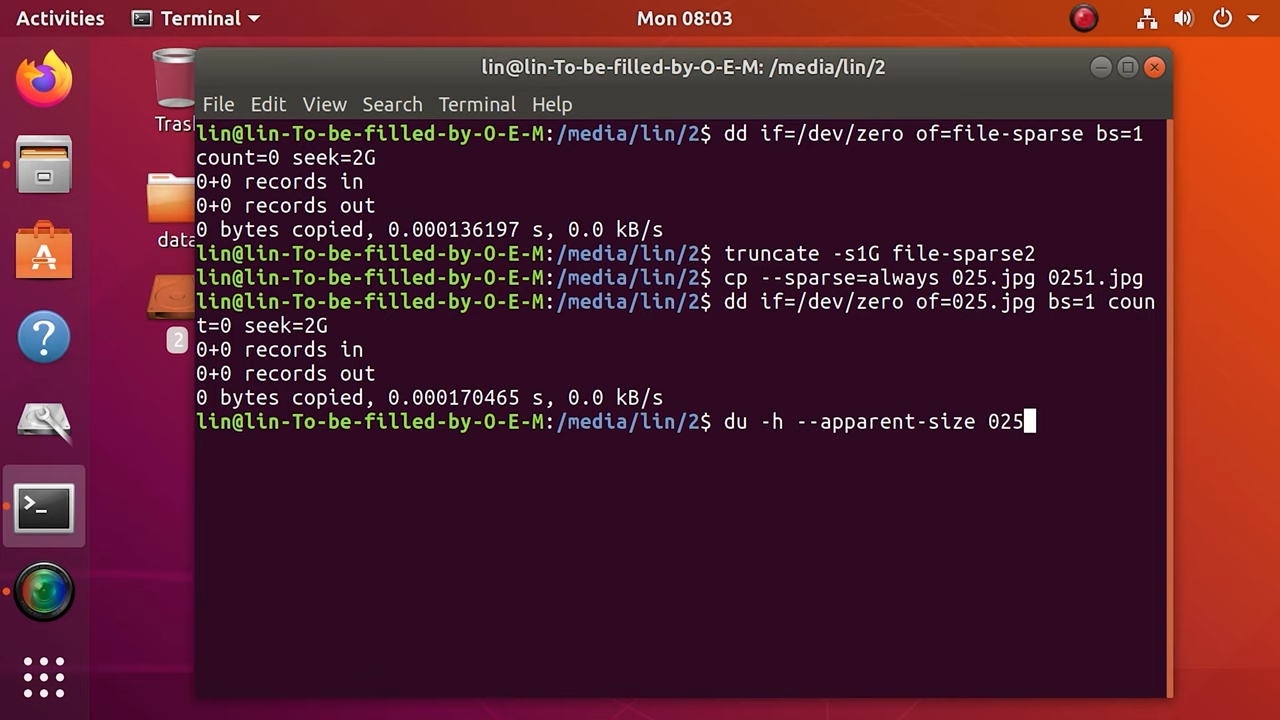 Activities Terminal Mon 08:03
lin@lin-To-be-filled-by-O-E-M: /media/lin/2
Trash
data
2
File Edit View Search Terminal Help
lin@lin-To-be-filled-by-O-E-M:/media/lin/2$ dd if=/dev/zero of=file-sparse bs=1
count=0 seek=2G
0+0 records in
0+0 records out
0 bytes copied, 0.000136197 s, 0.0 kB/s
lin@lin-To-be-filled-by-O-E-M:/media/lin/2$ truncate -s1G file-sparse2
lin@lin-To-be-filled-by-O-E-M:/media/lin/2$ cp --sparse=always 025.jpg 0251.jpg
lin@lin-To-be-filled-by-O-E-M:/media/lin/2$ dd if=/dev/zero of=025.jpg bs=1 coun
t=0 seek=2G
0+0 records in
0+0 records out
0 bytes copied, 0.000170465 s, 0.0 kB/s
lin@lin-To-be-filled-by-O-E-M:/media/lin/2$ du -h --apparent-size 025